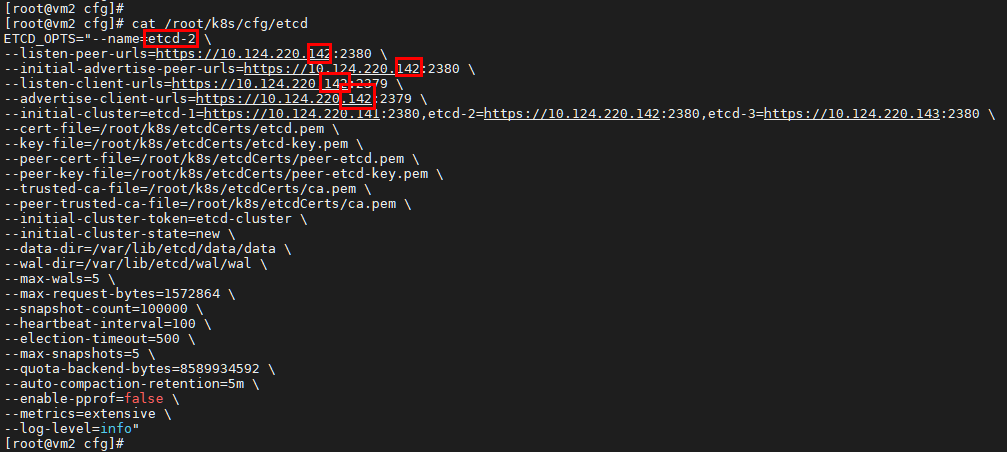 [root@vm2 cfg]#
[root@vm2 cfg]# cat /root/k8s/cfg/etcd
ETCD_OPTS="--name=etcd-2 \
--listen-peer-urls=https://10.124.220.142:2380 \
--initial-advertise-peer-urls=https://10.124.220.142:2380 \
--listen-client-urls=https://10.124.220.142:2379 \
--advertise-client-urls=https://10.124.220.142:2379 \
--initial-cluster=etcd-1=https://10.124.220.141:2380,etcd-2=https://10.124.220.142:2380,etcd-3=https://10.124.220.143:2380 \
--cert-file=/root/k8s/etcdCerts/etcd.pem \
--key-file=/root/k8s/etcdCerts/etcd-key.pem \
--peer-cert-file=/root/k8s/etcdCerts/peer-etcd.pem \
--peer-key-file=/root/k8s/etcdCerts/peer-etcd-key.pem \
--trusted-ca-file=/root/k8s/etcdCerts/ca.pem \
--peer-trusted-ca-file=/root/k8s/etcdCerts/ca.pem \
--initial-cluster-token=etcd-cluster \
--initial-cluster-state=new \
--data-dir=/var/lib/etcd/data/data \
--wal-dir=/var/lib/etcd/wal/wal \
--max-wals=5 \
--max-request-bytes=1572864 \
--snapshot-count=100000 \
--heartbeat-interval=100 \
--election-timeout=500 \
--max-snapshots=5 \
--quota-backend-bytes=8589934592 \
--auto-compaction-retention=5m \
--enable-pprof=false \
--metrics=extensive \
--log-level=info"
[root@vm2 cfg]#